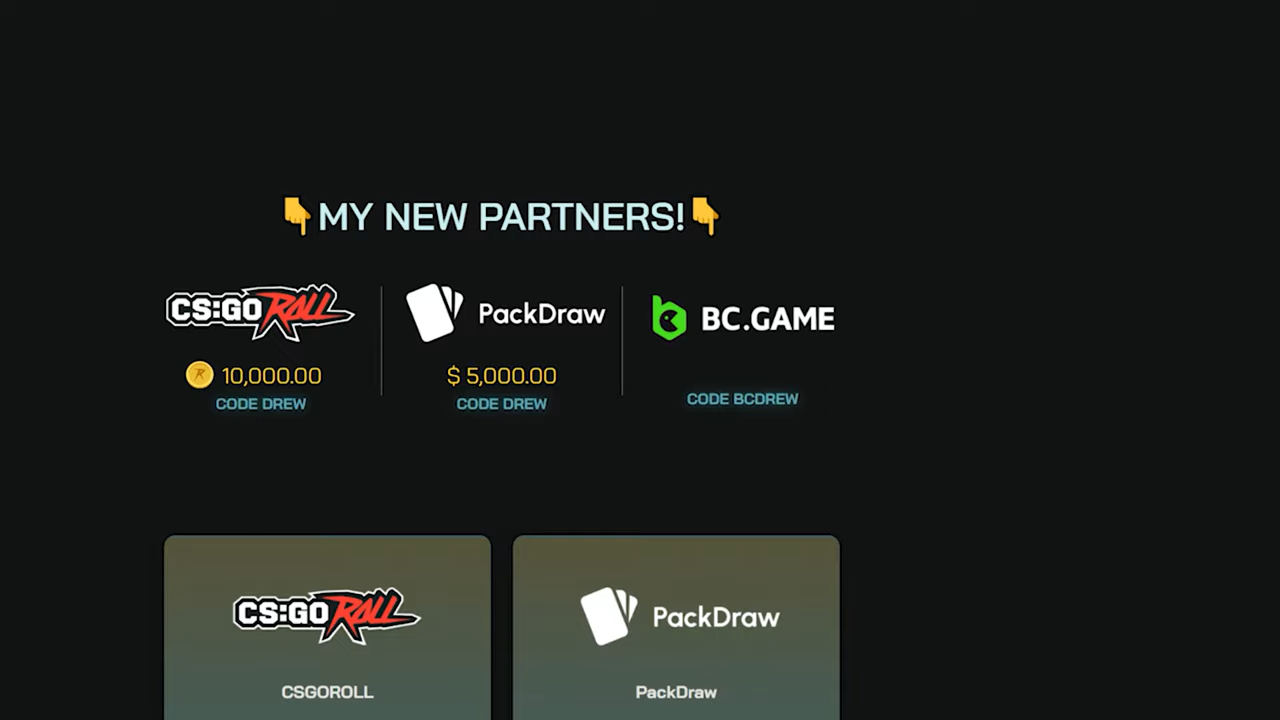 👇MY NEW PARTNERS!👇
CS:GO ROLL
PackDraw
BC.GAME
10,000.00
$ 5,000.00
CODE DREW
CODE DREW
CODE BCDREW
CS:GO ROLL
PackDraw
CSGOROLL
PackDraw